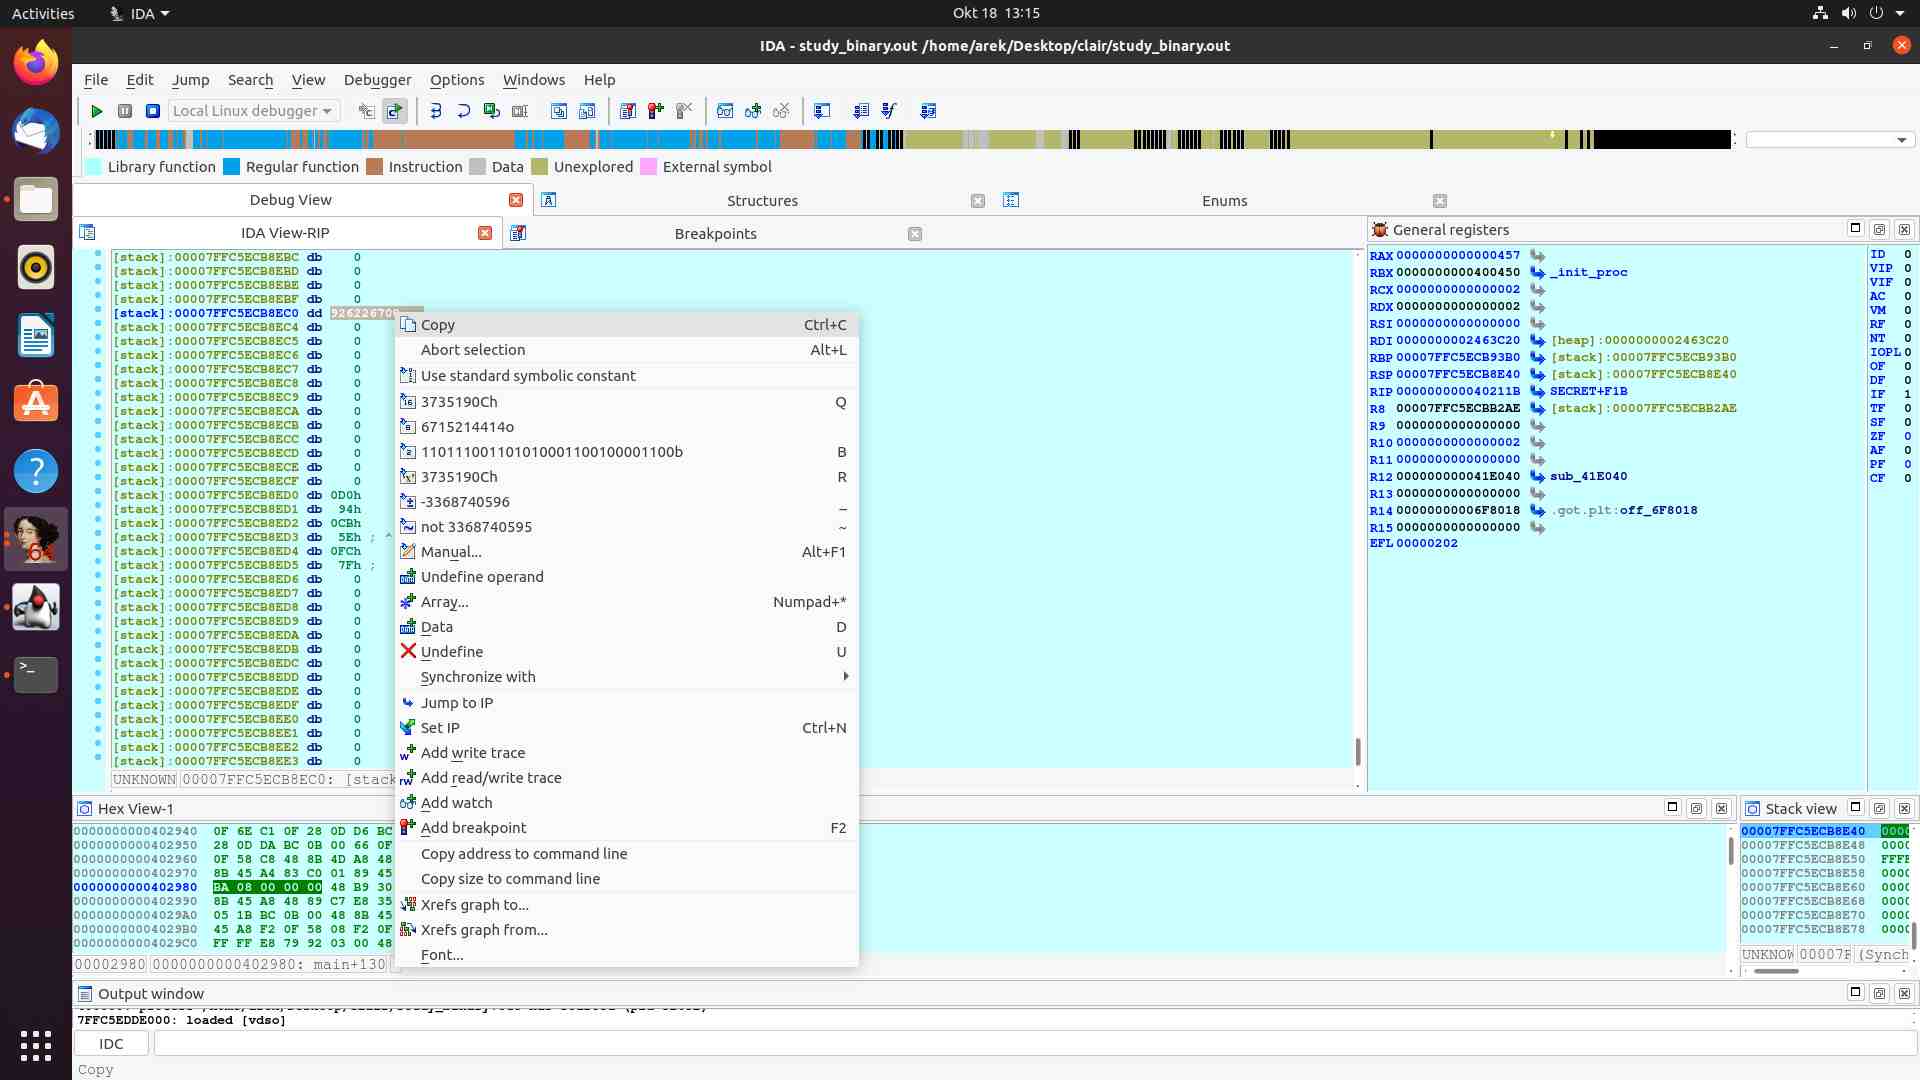 Activities
IDA
Okt 18 13:15
IDA - study_binary.out /home/arek/Desktop/clair/study_binary.out
File Edit Jump Search View Debugger Options Windows Help
Local Linux debugger
Library function Regular function Instruction Data Unexplored External symbol
Debug View
Structures
Enums
IDA View-RIP
Breakpoints
[stack]:00007FFC5ECB8EBC db 0
[stack]:00007FFC5ECB8EBD db 0
[stack]:00007FFC5ECB8EBE db 0
[stack]:00007FFC5ECB8EBF db 0
[stack]:00007FFC5ECB8EC0 dd 926226700
[stack]:00007FFC5ECB8EC4 db 0
[stack]:00007FFC5ECB8EC5 db 0
[stack]:00007FFC5ECB8EC6 db 0
[stack]:00007FFC5ECB8EC7 db 0
[stack]:00007FFC5ECB8EC8 db 0
[stack]:00007FFC5ECB8EC9 db 0
[stack]:00007FFC5ECB8ECA db 0
[stack]:00007FFC5ECB8ECB db 0
[stack]:00007FFC5ECB8ECC db 0
[stack]:00007FFC5ECB8ECD db 0
[stack]:00007FFC5ECB8ECE db 0
[stack]:00007FFC5ECB8ECF db 0
[stack]:00007FFC5ECB8ED0 db 0D0h
[stack]:00007FFC5ECB8ED1 db 94h
[stack]:00007FFC5ECB8ED2 db 0CBh
[stack]:00007FFC5ECB8ED3 db 5Eh ; ^
[stack]:00007FFC5ECB8ED4 db 0FCh
[stack]:00007FFC5ECB8ED5 db 7Fh ;
[stack]:00007FFC5ECB8ED6 db 0
[stack]:00007FFC5ECB8ED7 db 0
[stack]:00007FFC5ECB8ED8 db 0
[stack]:00007FFC5ECB8ED9 db 0
[stack]:00007FFC5ECB8EDA db 0
[stack]:00007FFC5ECB8EDB db 0
[stack]:00007FFC5ECB8EDC db 0
[stack]:00007FFC5ECB8EDD db 0
[stack]:00007FFC5ECB8EDE db 0
[stack]:00007FFC5ECB8EDF db 0
[stack]:00007FFC5ECB8EE0 db 0
[stack]:00007FFC5ECB8EE1 db 0
[stack]:00007FFC5ECB8EE2 db 0
[stack]:00007FFC5ECB8EE3 db 0
UNKNOWN 00007FFC5ECB8EC0: [stack
Copy Ctrl+C
Abort selection Alt+L
Use standard symbolic constant
3735190Ch Q
6715214414o
110111001101010001100100001100b B
3735190Ch R
-3368740596 _
not 3368740595 ~
Manual... Alt+F1
Undefine operand
Array... Numpad+*
Data D
Undefine U
Synchronize with
Jump to IP
Set IP Ctrl+N
Add write trace
Add read/write trace
Add watch
Add breakpoint F2
Copy address to command line
Copy size to command line
Xrefs graph to...
Xrefs graph from...
Font...
General registers
RAX 0000000000000457
RBX 0000000000400450 _init_proc
RCX 0000000000000002
RDX 0000000000000002
RSI 0000000000000000
RDI 0000000002463C20 [heap]:0000000002463C20
RBP 00007FFC5ECB93B0 [stack]:00007FFC5ECB93B0
RSP 00007FFC5ECB8E40 [stack]:00007FFC5ECB8E40
RIP 000000000040211B SECRET+F1B
R8 00007FFC5ECBB2AE [stack]:00007FFC5ECBB2AE
R9 0000000000000000
R10 0000000000000002
R11 0000000000000000
R12 000000000041E040 sub_41E040
R13 0000000000000000
R14 00000000006F8018 .got.plt:off_6F8018
R15 0000000000000000
EFL 00000202
ID 0
VIP 0
VIF 0
AC 0
VM 0
RF 0
NT 0
IOPL 0
OF 0
DF 0
IF 1
TF 0
SF 0
ZF 0
AF 0
PF 0
CF 0
Hex View-1
0000000000402940 0F 6E C1 0F 28 0D D6 BC
0000000000402950 28 0D DA BC 0B 00 66 0F
0000000000402960 0F 58 C8 48 8B 4D A8 48
0000000000402970 8B 45 A4 83 C0 01 89 45
0000000000402980 BA 08 00 00 00 48 B9 30
0000000000402990 8B 45 A8 48 89 C7 E8 35
00000000004029A0 05 1B BC 0B 00 48 8B 45
00000000004029B0 45 A8 F2 0F 58 08 F2 0F
00000000004029C0 FF FF E8 79 92 03 00 48
00002980 0000000000402980: main+130
Stack view
00007FFC5ECB8E40 0000
00007FFC5ECB8E48 0000
00007FFC5ECB8E50 FFFF
00007FFC5ECB8E58 0000
00007FFC5ECB8E60 0000
00007FFC5ECB8E68 0000
00007FFC5ECB8E70 0000
00007FFC5ECB8E78 0000
UNKNOW 00007F (Synch
Output window
7FFC5EDDE000: loaded [vdso]
IDC
Copy